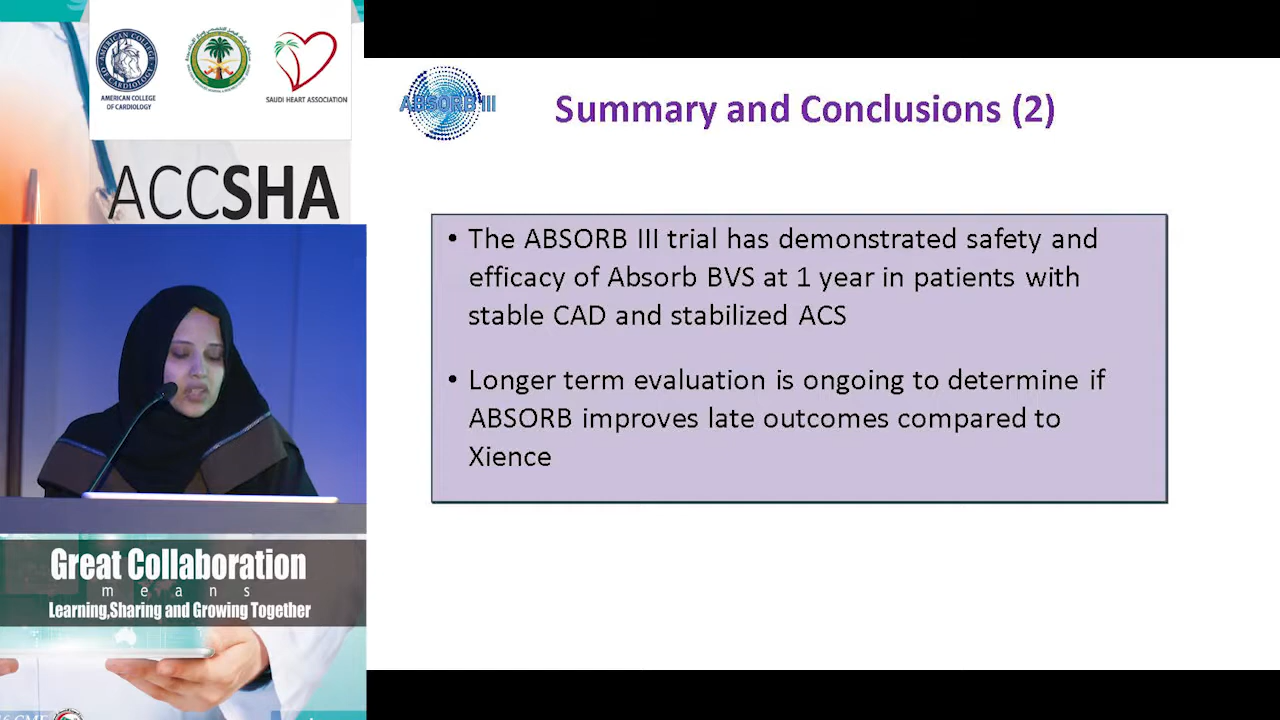 AMERICAN COLLEGE
OF CARDIOLOGY
SAUDI HEART ASSOCIATION
ACCSHA
Great Collaboration
means
Learning,Sharing and Growing Together
ABSORB III
Summary and Conclusions (2)
• The ABSORB III trial has demonstrated safety and
efficacy of Absorb BVS at 1 year in patients with
stable CAD and stabilized ACS
• Longer term evaluation is ongoing to determine if
ABSORB improves late outcomes compared to
Xience